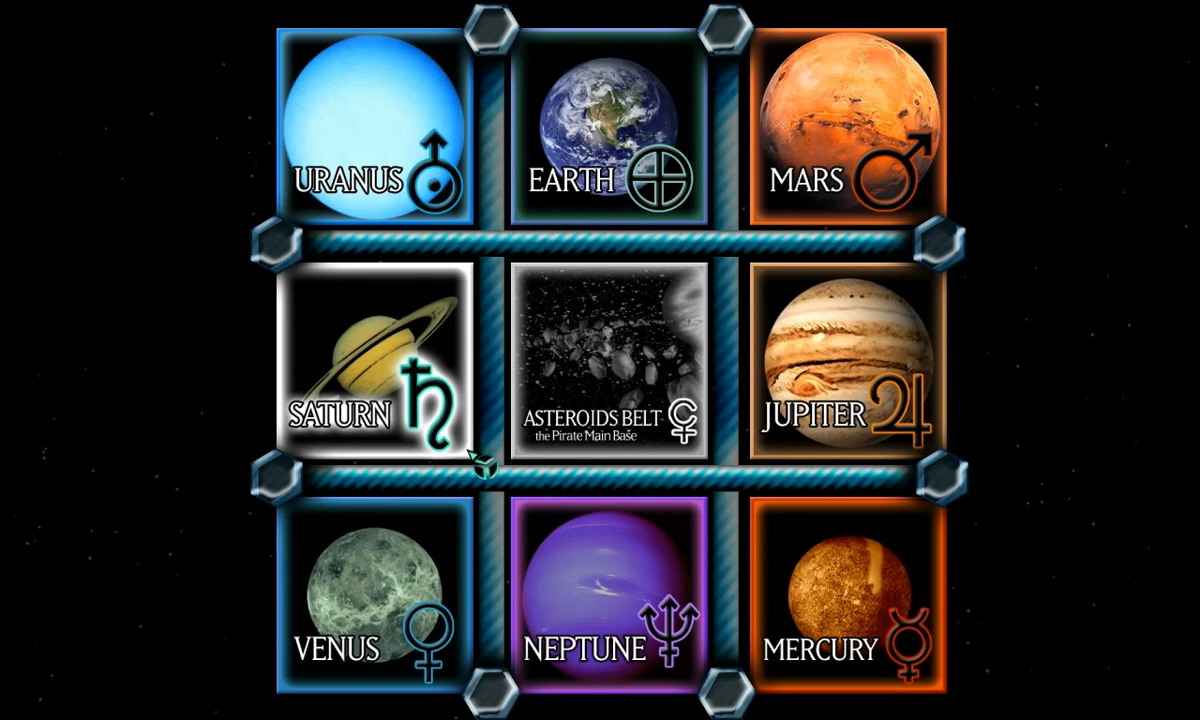 URANUS
EARTH
MARS
SATURN
ASTEROIDS BELT
the Pirate Main Base
JUPITER
VENUS
NEPTUNE
MERCURY